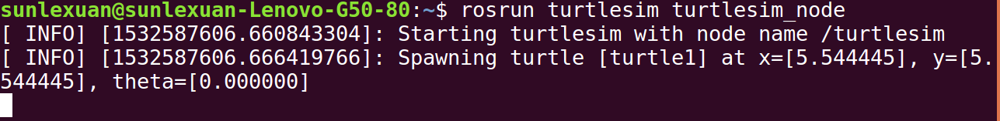 sunlexuan@sunlexuan-Lenovo-G50-80:~$ rosrun turtlesim turtlesim_node
[ INFO] [1532587606.660843304]: Starting turtlesim with node name /turtlesim
[ INFO] [1532587606.666419766]: Spawning turtle [turtle1] at x=[5.544445], y=[5.
544445], theta=[0.000000]